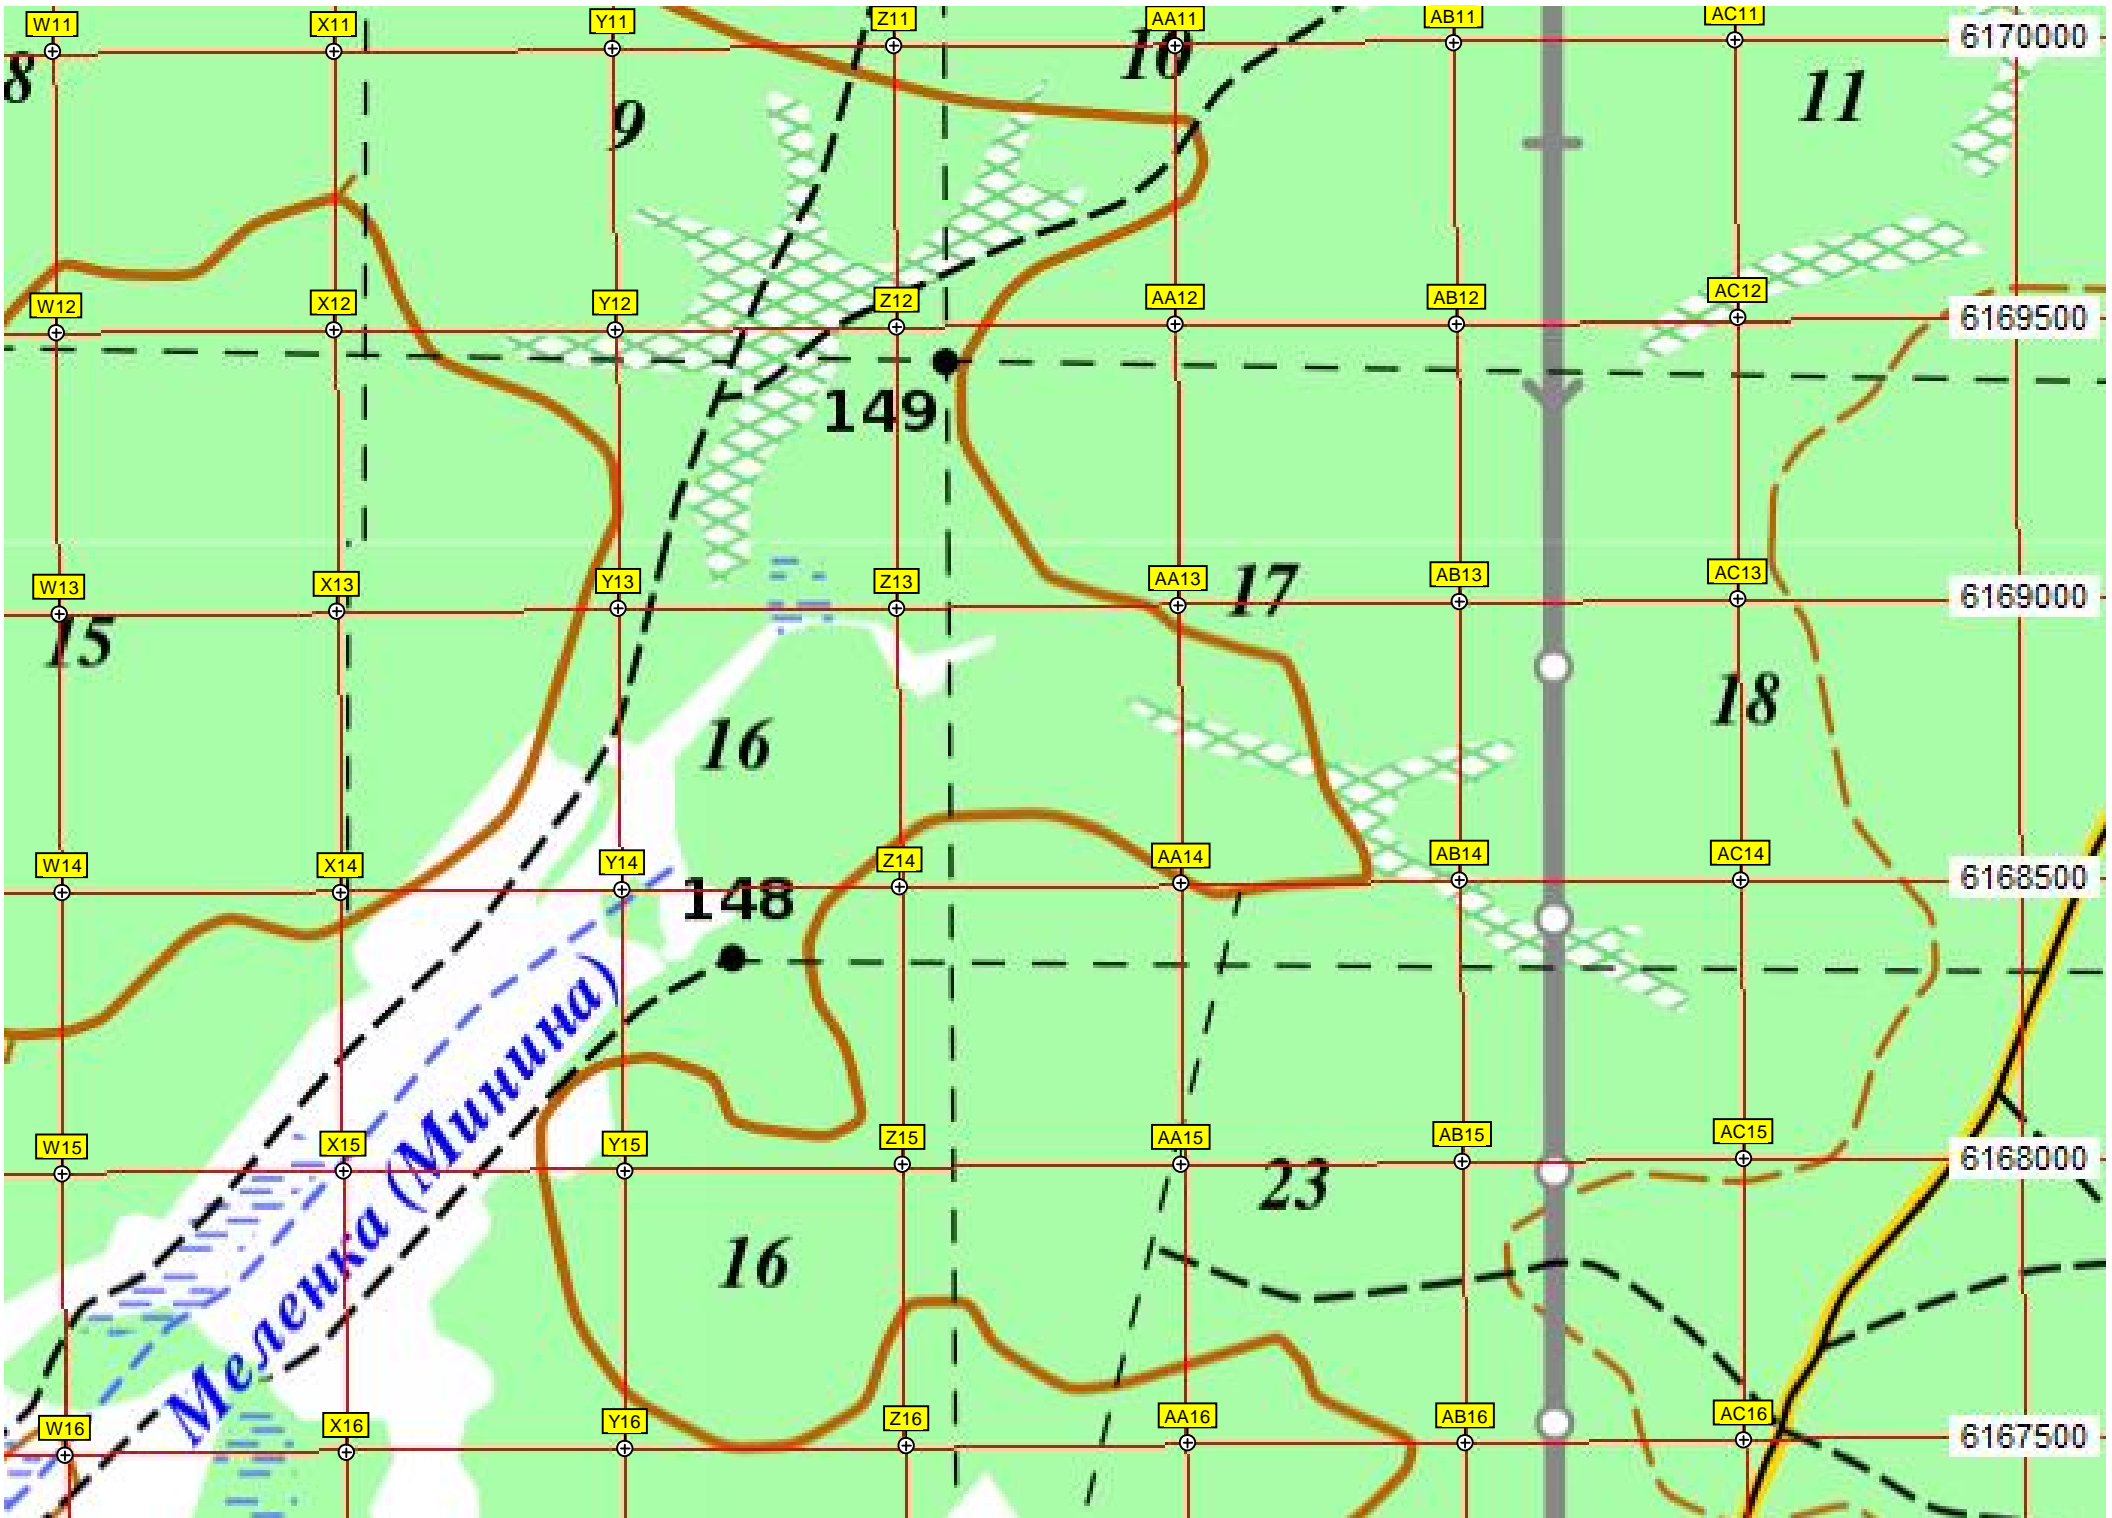 W11 X11 Y11 Z11 AA11 AB11 AC11
6170000
8 9 10 11
W12 X12 Y12 Z12 AA12 AB12 AC12
6169500
149
W13 X13 Y13 Z13 AA13 AB13 AC13
6169000
15 17
16 18
W14 X14 Y14 Z14 AA14 AB14 AC14
6168500
148
Меленка (Минина)
W15 X15 Y15 Z15 AA15 AB15 AC15
6168000
23
16
W16 X16 Y16 Z16 AA16 AB16 AC16
6167500